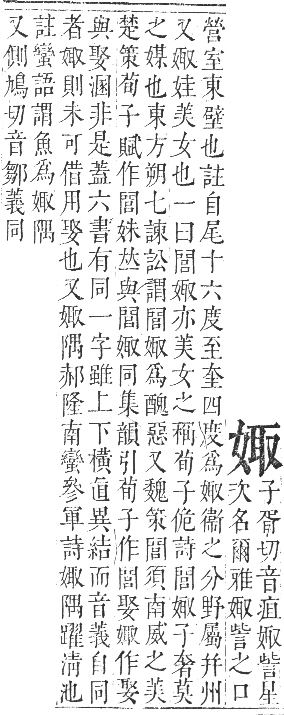 娵
子胥切音疽娵訾星
次名爾雅娵訾之口
營室東壁也註自尾十六度至奎四度爲娵衞之分野屬幷州
又娵娃美女也一曰閭娵亦美女之稱荀子佹詩閭娵子奢莫
之媒也東方朔七諫訟謂閭娵爲醜惡又魏策閭須南威之美
楚策荀子賦作閭姝丛與閭娵同集韻引荀子作閭娶娵作娶
與娶溷非是蓋六書有同一字雖上下橫直異結而音義自同
者娵則未可借用娶也又娵隅郝隆南蠻參軍詩娵隅躍淸池
註蠻語謂魚爲娵隅
又側鳩切音鄒義同